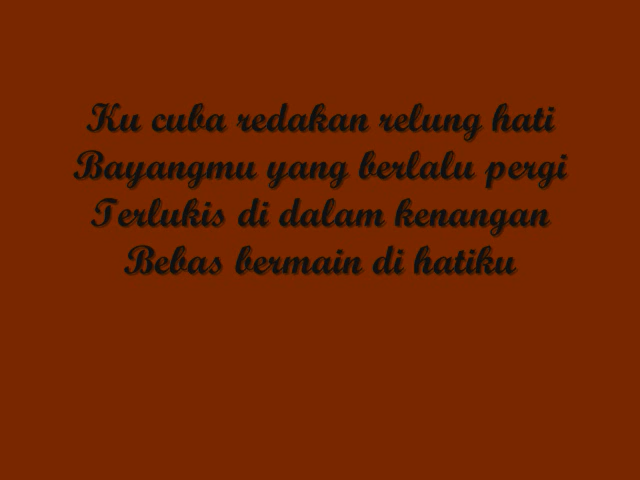 Ku cuba redakan relung hati
Bayangmu yang berlalu pergi
Terlukis di dalam kenangan
Bebas bermain di hatiku